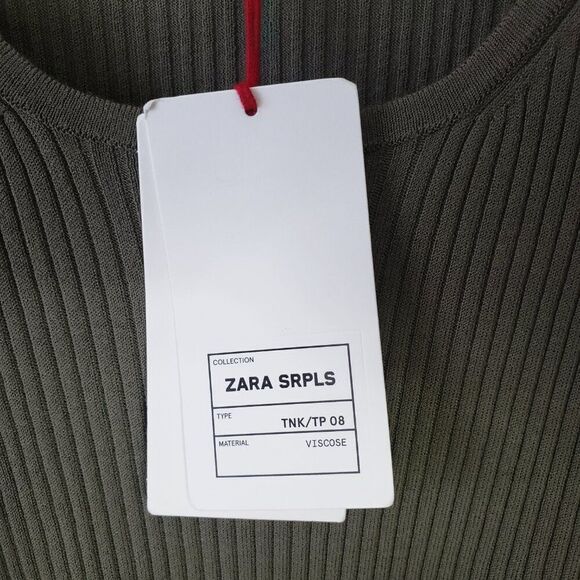 COLLECTION
ZARA SRPLS
TYPE
TNK/TP 08
MATERIAL
VISCOSE